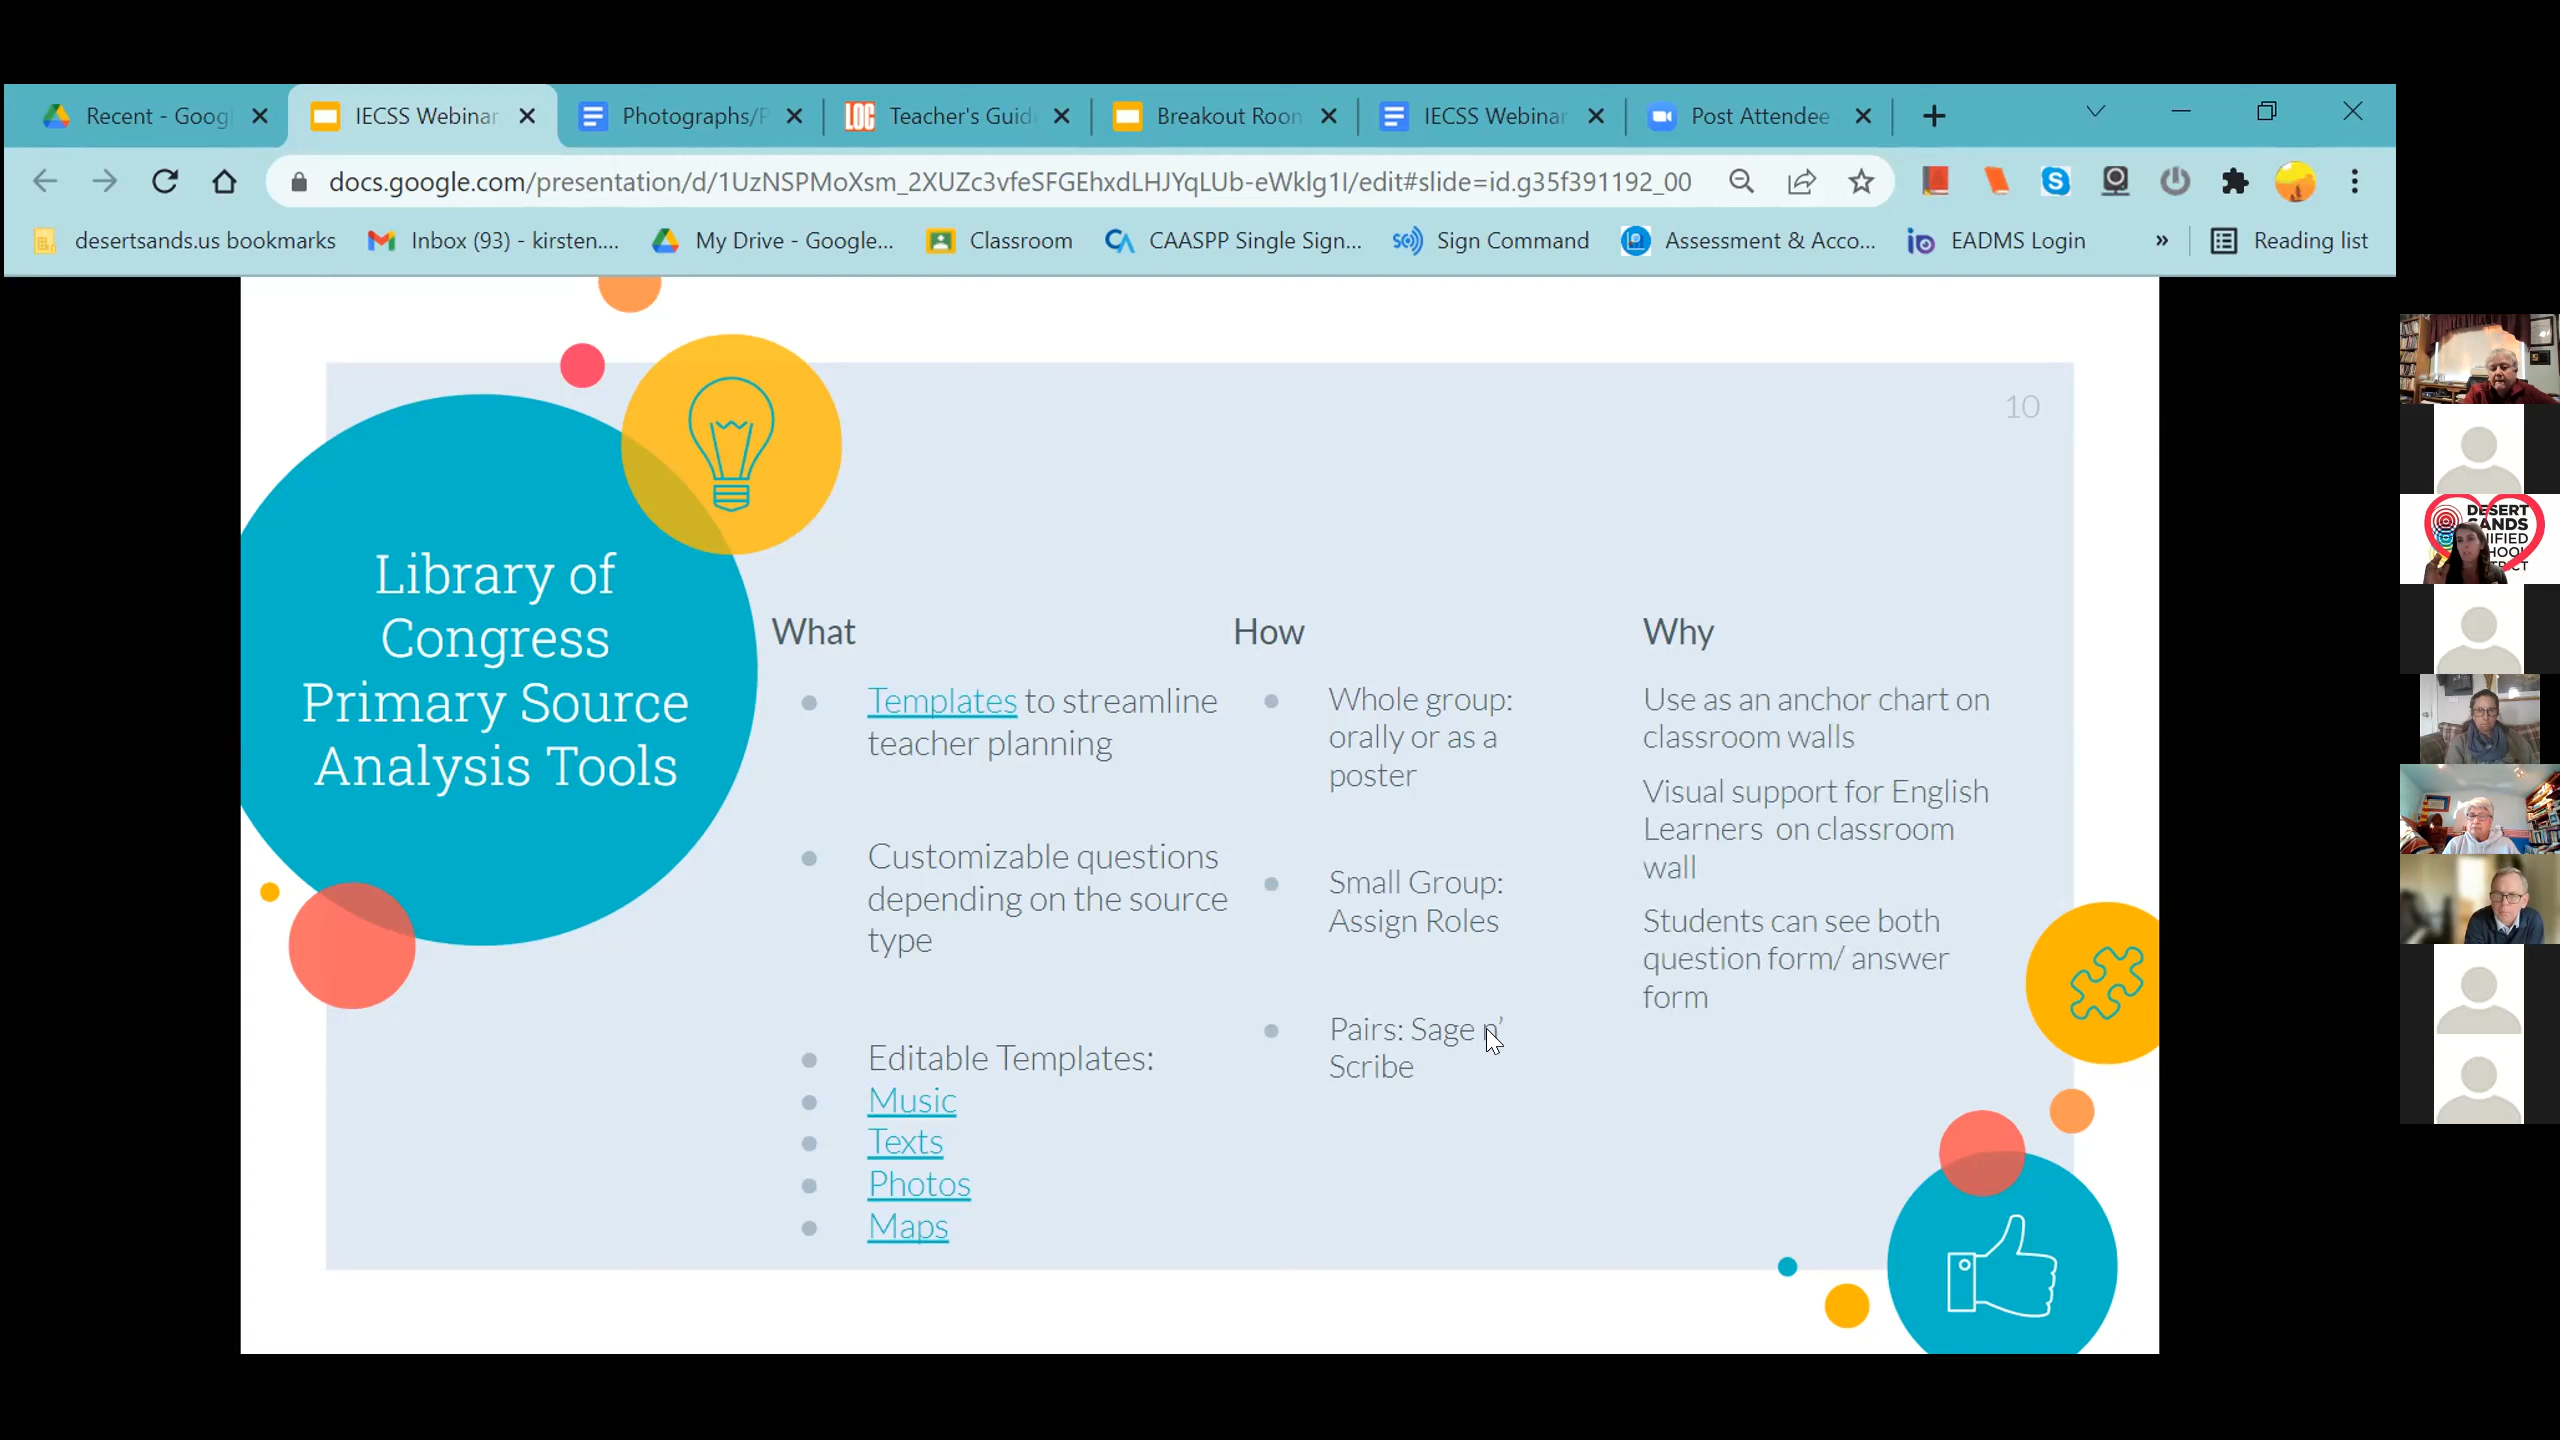 Recent - Goog
IECSS Webinar
Photographs/P
LOC
Teacher's Guid
Breakout Room
IECSS Webinar
Post Attendee
docs.google.com/presentation/d/1UzNSPMoXsm_2XUZc3vfeSFGEhxdLHJYqLUb-eWklg1I/edit#slide=id.g35f391192_00
desertsands.us bookmarks
Inbox (93) - kirsten....
My Drive - Google...
Classroom
CAASPP Single Sign...
Sign Command
Assessment & Acco...
EADMS Login
»
Reading list
10
Library of
Congress
Primary Source
Analysis Tools
What
Templates to streamline
teacher planning
Customizable questions
depending on the source
type
Editable Templates:
Music
Texts
Photos
Maps
How
Whole group:
orally or as a
poster
Small Group:
Assign Roles
Pairs: Sage n'
Scribe
Why
Use as an anchor chart on
classroom walls
Visual support for English
Learners on classroom
wall
Students can see both
question form/ answer
form
DESERT
SANDS